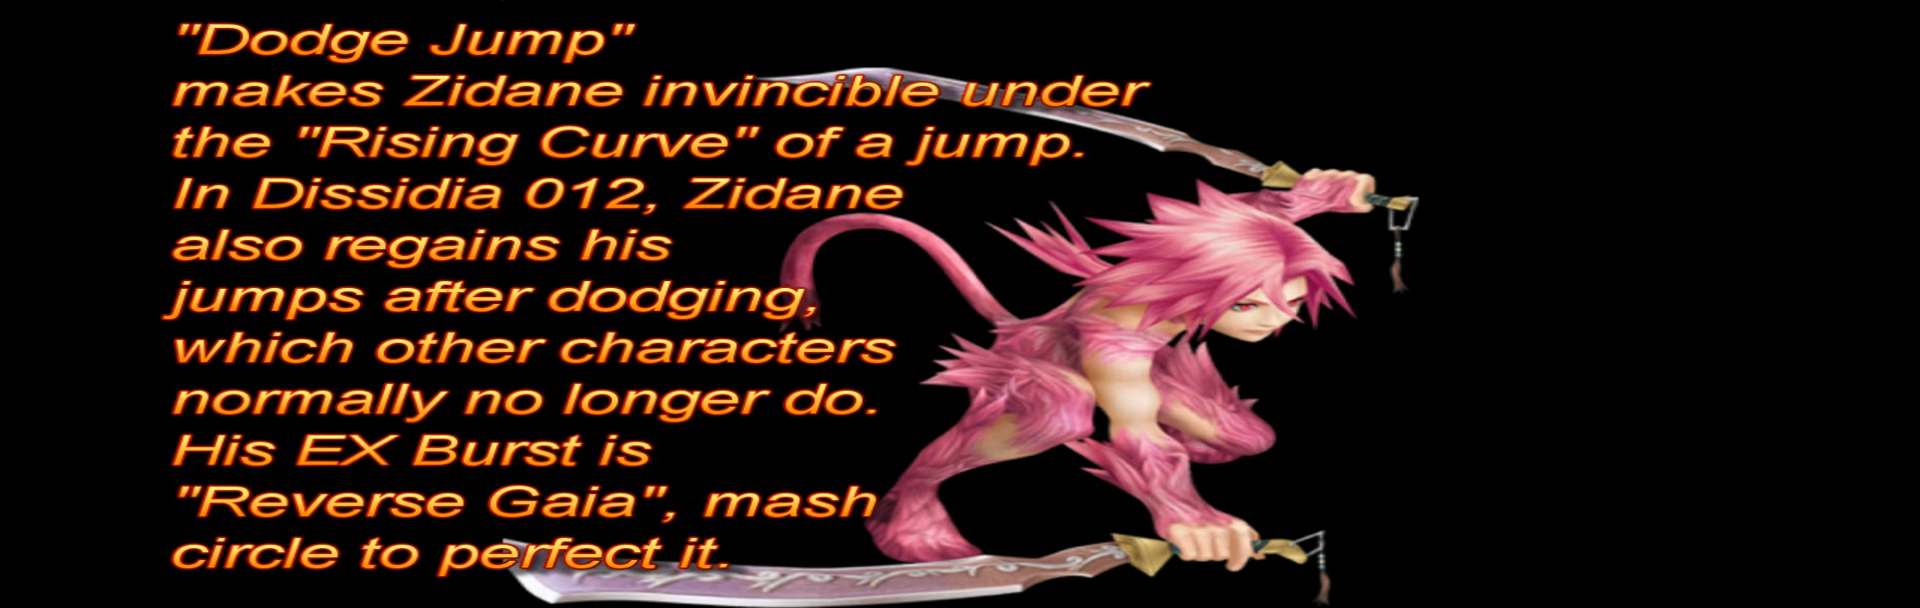 "Dodge Jump"
makes Zidane invincible under
the "Rising Curve" of a jump.
In Dissidia 012, Zidane
also regains his
jumps after dodging,
which other characters
normally no longer do.
His EX Burst is
"Reverse Gaia", mash
circle to perfect it.